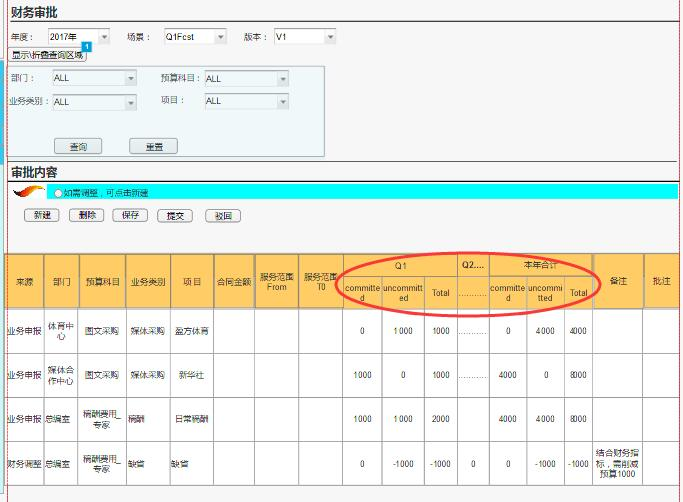 财务审批
年度： 2017年 场景： Q1Fcst 版本： V1
1
显示\折叠查询区域
部门： ALL 预算科目： ALL
业务类别： ALL 项目： ALL
查询 重置
审批内容
如需调整，可点击新建
新建 删除 保存 提交 驳回
来源 部门 预算科目 业务类别 项目 合同金额 服务范围From 服务范围T0 Q1 Q2.... 本年合计 备注 批注
committed uncommitted Total ........... committed uncommitted Total
业务申报 体育中心 图文采购 媒体采购 盈方体育 0 1000 1000 ........... 0 4000 4000
业务申报 媒体合作中心 图文采购 媒体采购 新华社 1000 0 1000 ........... 4000 0 8000
业务申报 总编室 稿酬费用_专家 稿酬 日常稿酬 1000 1000 2000 4000 4000 8000
财务调整 总编室 稿酬费用_专家 缺省 缺省 0 -1000 -1000 0 0 -1000 -1000 结合财务指标，需削减预算1000